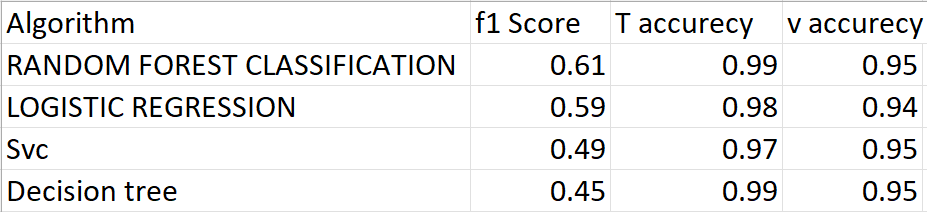 Algorithm f1 Score T accurecy v accurecy
RANDOM FOREST CLASSIFICATION 0.61 0.99 0.95
LOGISTIC REGRESSION 0.59 0.98 0.94
Svc 0.49 0.97 0.95
Decision tree 0.45 0.99 0.95